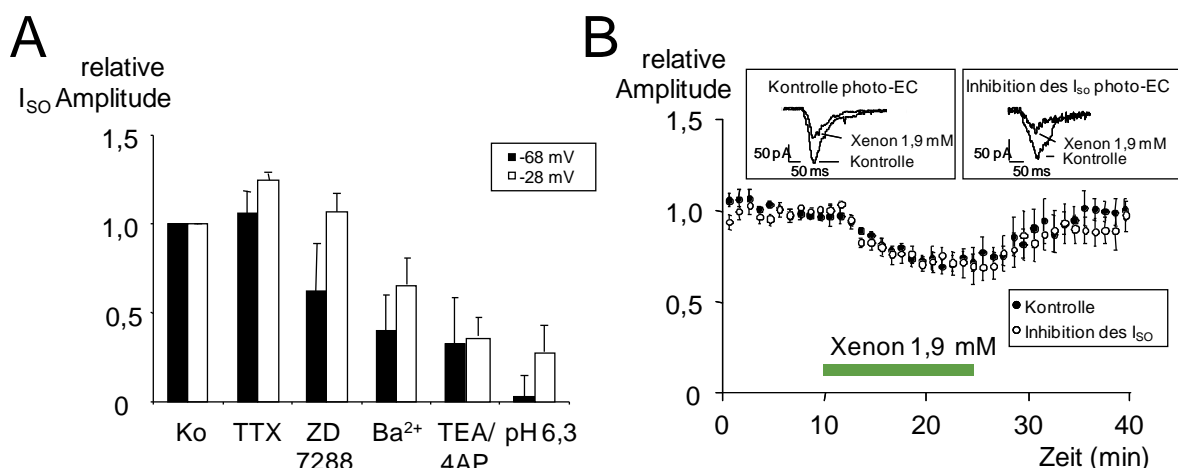 A
relative
I_SO Amplitude
1,5
1,0
0,5
0
-68 mV
-28 mV
Ko
TTX
ZD
7288
Ba²⁺
TEA/
4AP
pH 6,3
B
relative
Amplitude
1,5
1,0
0,5
0
Kontrolle photo-EC
Xenon 1,9 mM
Kontrolle
50 pA
50 ms
Inhibition des I_so photo-EC
Xenon 1,9 mM
Kontrolle
50 pA
50 ms
Kontrolle
Inhibition des I_SO
Xenon 1,9 mM
0
10
20
30
40
Zeit (min)